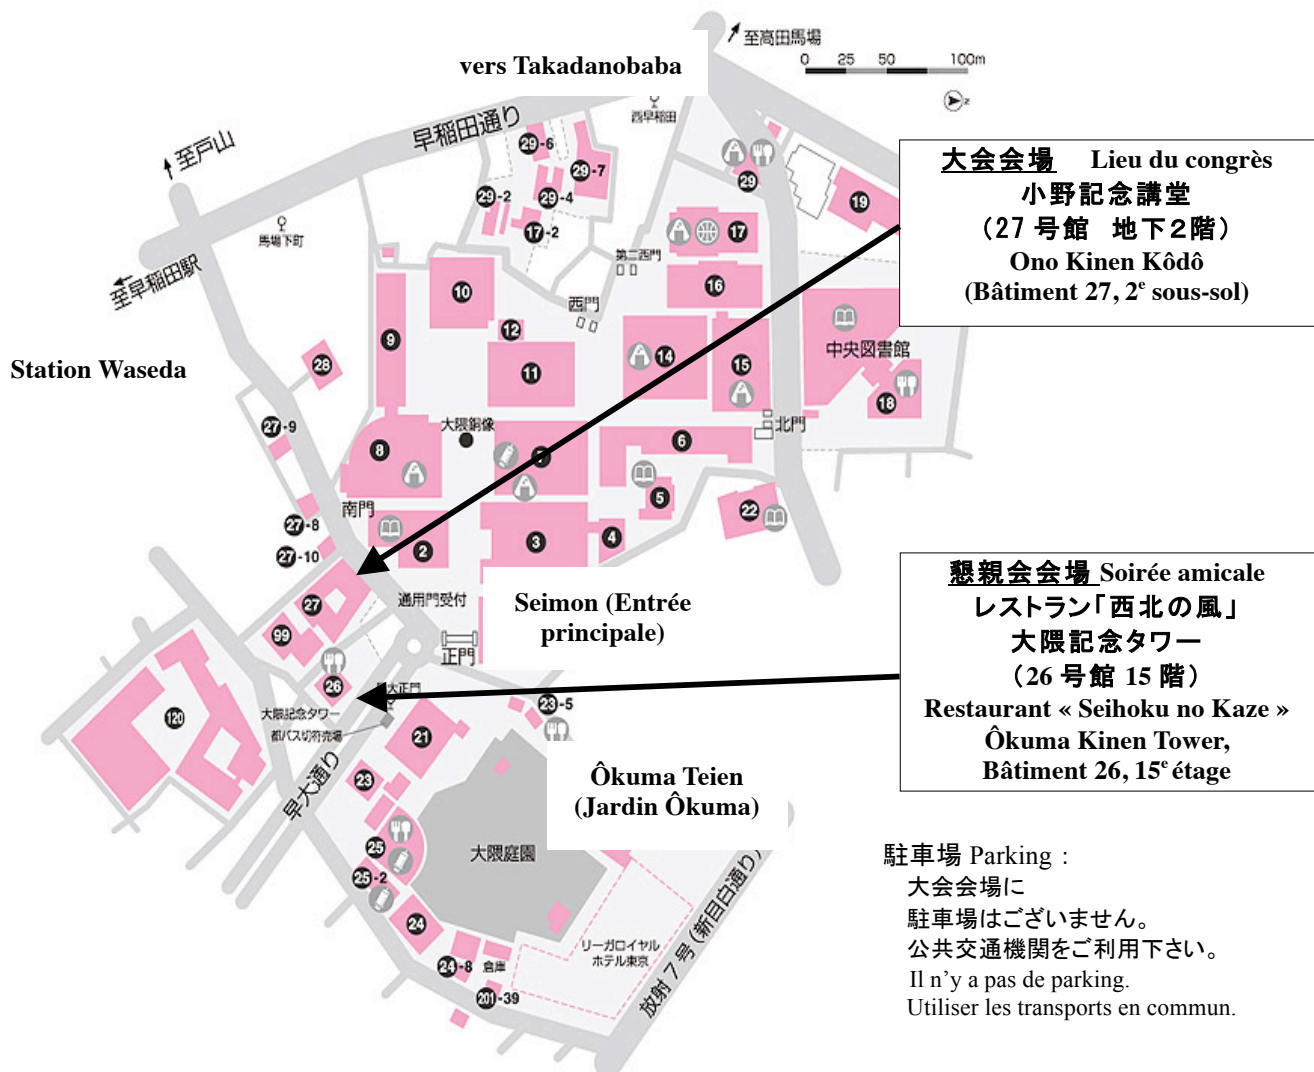 至高田馬場
0 25 50 100m
z
vers Takadanobaba
西早稲田
早稲田通り
至戸山
馬場下町
至早稲田駅
Station Waseda
大会会場 Lieu du congrès
小野記念講堂
(27 号館 地下2階)
Ono Kinen Kôdô
(Bâtiment 27, 2e sous-sol)
29-6
29-7
29-2
29-4
17-2
29
19
17
第二西門
16
10
西門
12
9
11
14
15
中央図書館
18
28
27-9
大隈銅像
8
7
6
北門
5
22
南門
27-8
27-10
2
3
4
27
通用門受付
Seimon (Entrée
principale)
正門
99
26
大正門
大隈記念タワー
都バス切符売場
120
21
23-5
懇親会会場 Soirée amicale
レストラン「西北の風」
大隈記念タワー
(26 号館 15 階)
Restaurant « Seihoku no Kaze »
Ôkuma Kinen Tower,
Bâtiment 26, 15e étage
Ôkuma Teien
(Jardin Ôkuma)
早大通り
23
25
25-2
大隈庭園
24
24-8
倉庫
201-39
リーガロイヤル
ホテル東京
放射7号(新目白通り)
駐車場 Parking :
大会会場に
駐車場はございません。
公共交通機関をご利用下さい。
Il n’y a pas de parking.
Utiliser les transports en commun.